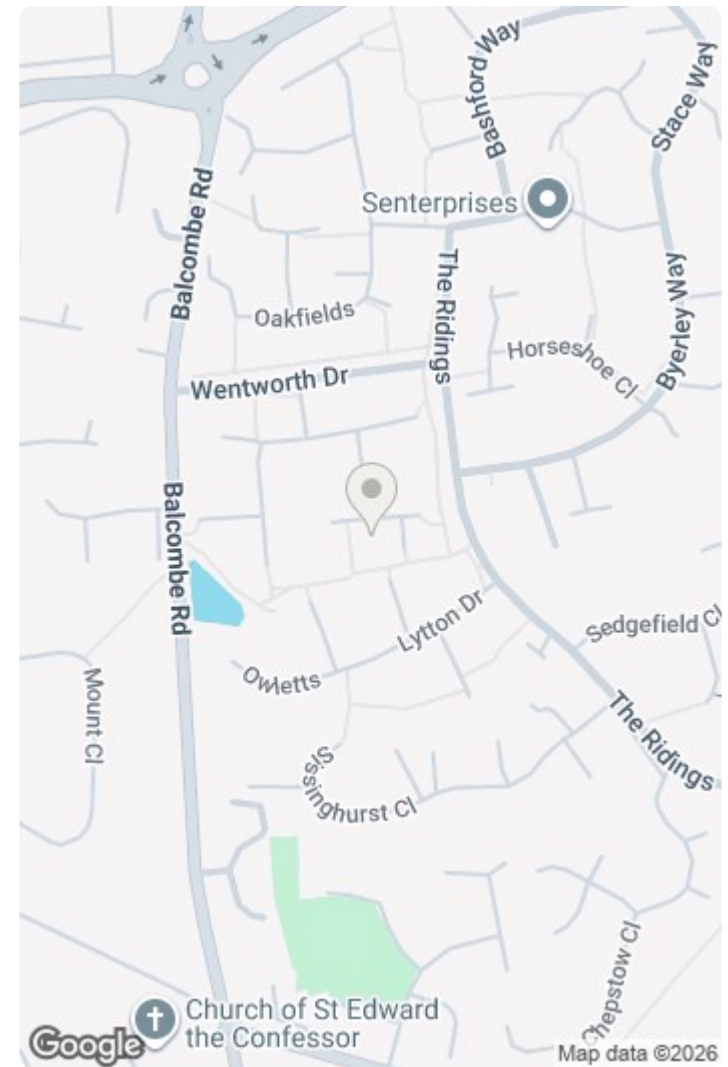 Bashford Way
Stace Way
Senterprises
Balcombe Rd
The Ridings
Byerley Way
Oakfields
Horseshoe Cl
Wentworth Dr
Balcombe Rd
Lytton Dr
Sedgefield Cl
Owletts
Mount Cl
The Ridings
Sissinghurst Cl
Chepstow Cl
Church of St Edward
the Confessor
Google
Map data ©2026